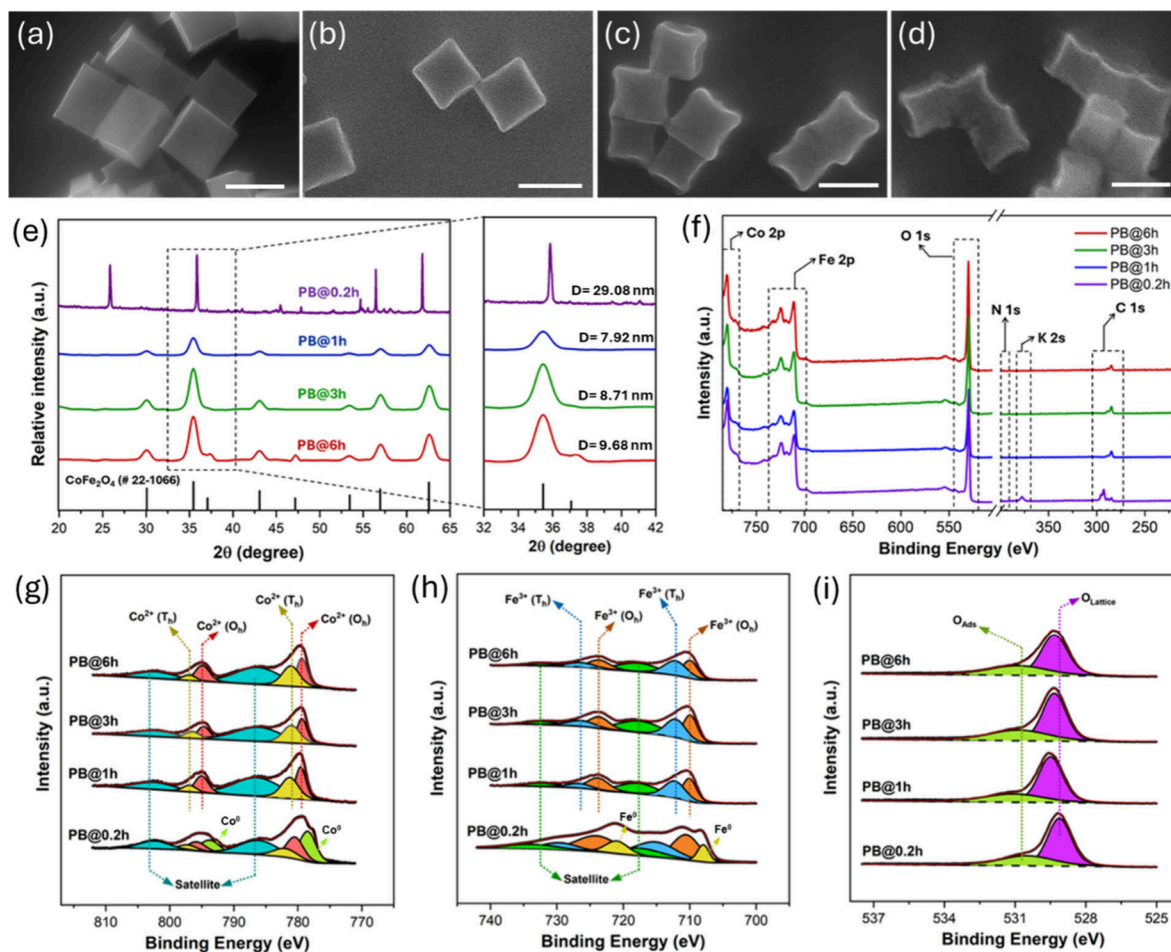 (a)
(b)
(c)
(d)
(e)
Relative intensity (a.u.)
PB@0.2h
PB@1h
PB@3h
PB@6h
CoFe₂O₄ (# 22-1066)
20 25 30 35 40 45 50 55 60 65
2θ (degree)
D= 29.08 nm
D= 7.92 nm
D= 8.71 nm
D= 9.68 nm
32 34 36 38 40 42
2θ (degree)
(f)
Intensity (a.u.)
Co 2p
Fe 2p
O 1s
N 1s
K 2s
C 1s
PB@6h
PB@3h
PB@1h
PB@0.2h
750 700 650 600 550 350 300 250
Binding Energy (eV)
(g)
Intensity (a.u.)
Co²⁺ (Tₕ)
Co²⁺ (Oₕ)
Co²⁺ (Tₕ)
Co²⁺ (Oₕ)
PB@6h
PB@3h
PB@1h
PB@0.2h
Co⁰
Co⁰
Satellite
810 800 790 780 770
Binding Energy (eV)
(h)
Intensity (a.u.)
Fe³⁺ (Tₕ)
Fe³⁺ (Oₕ)
Fe³⁺ (Tₕ)
Fe³⁺ (Oₕ)
PB@6h
PB@3h
PB@1h
PB@0.2h
Fe⁰
Fe⁰
Satellite
740 730 720 710 700
Binding Energy (eV)
(i)
Intensity (a.u.)
O_Ads
O_Lattice
PB@6h
PB@3h
PB@1h
PB@0.2h
537 534 531 528 525
Binding Energy (eV)